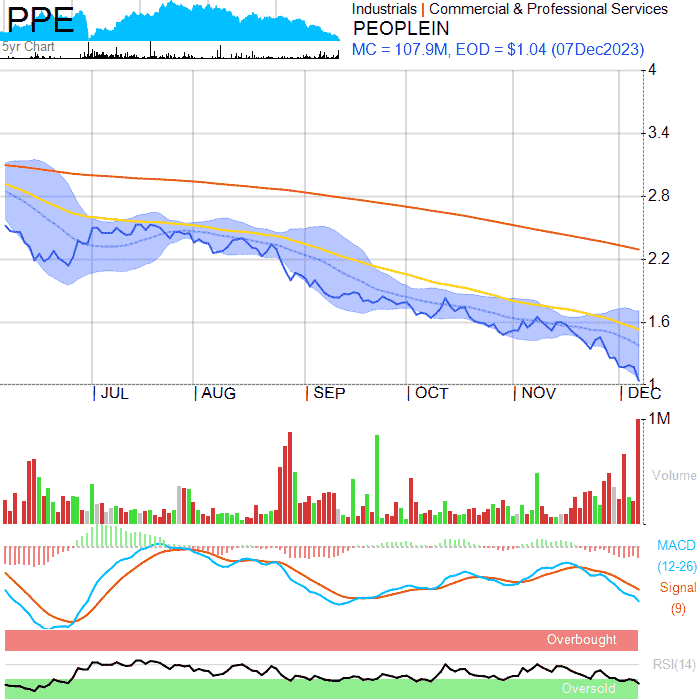 PPE
5yr Chart
Industrials | Commercial & Professional Services
PEOPLEIN
MC = 107.9M, EOD = $1.04 (07Dec2023)
4
3.4
2.8
2.2
1.6
1
JUL AUG SEP OCT NOV DEC
1M
Volume
MACD
(12-26)
Signal
(9)
Overbought
RSI(14)
Oversold